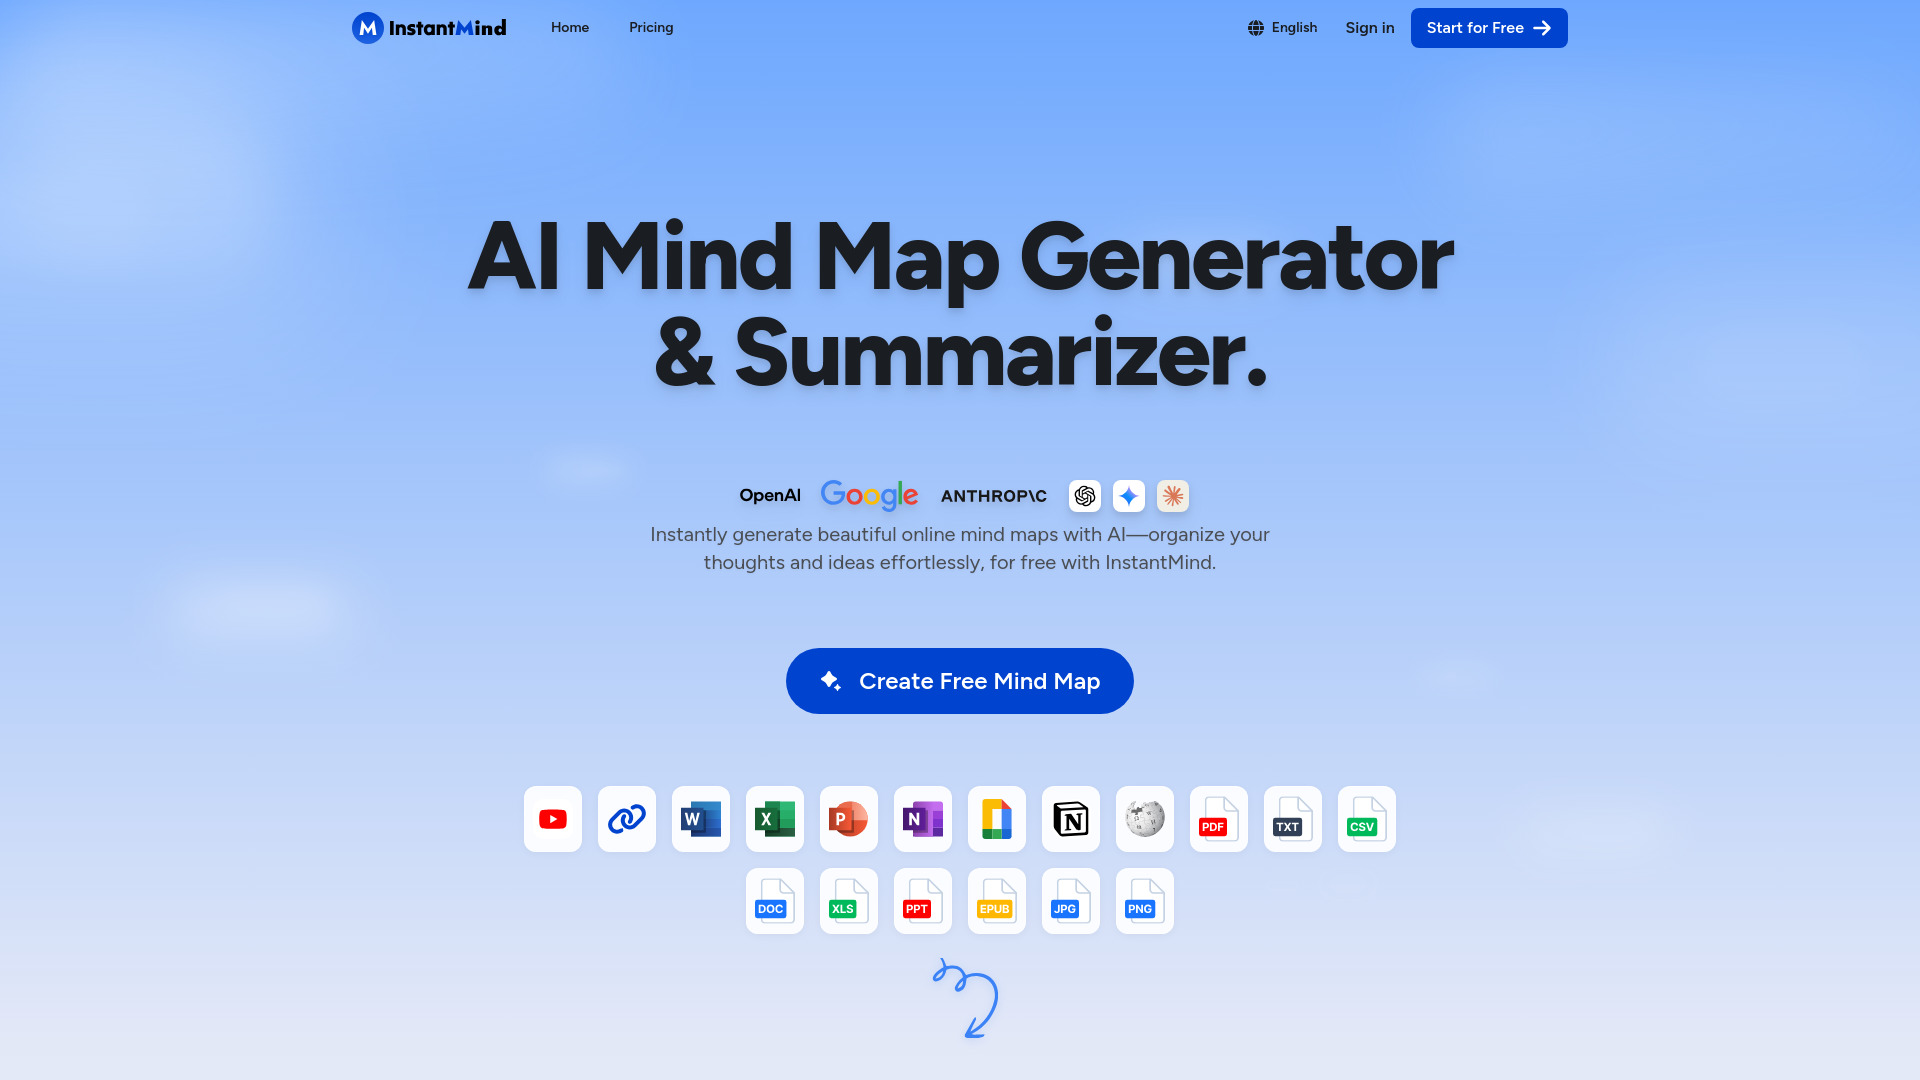 InstantMind
Home
Pricing
English
Sign in
Start for Free
AI Mind Map Generator
& Summarizer.
OpenAI
Google
ANTHROP\C
Instantly generate beautiful online mind maps with AI—organize your
thoughts and ideas effortlessly, for free with InstantMind.
Create Free Mind Map
W
X
P
N
N
PDF
TXT
CSV
DOC
XLS
PPT
EPUB
JPG
PNG